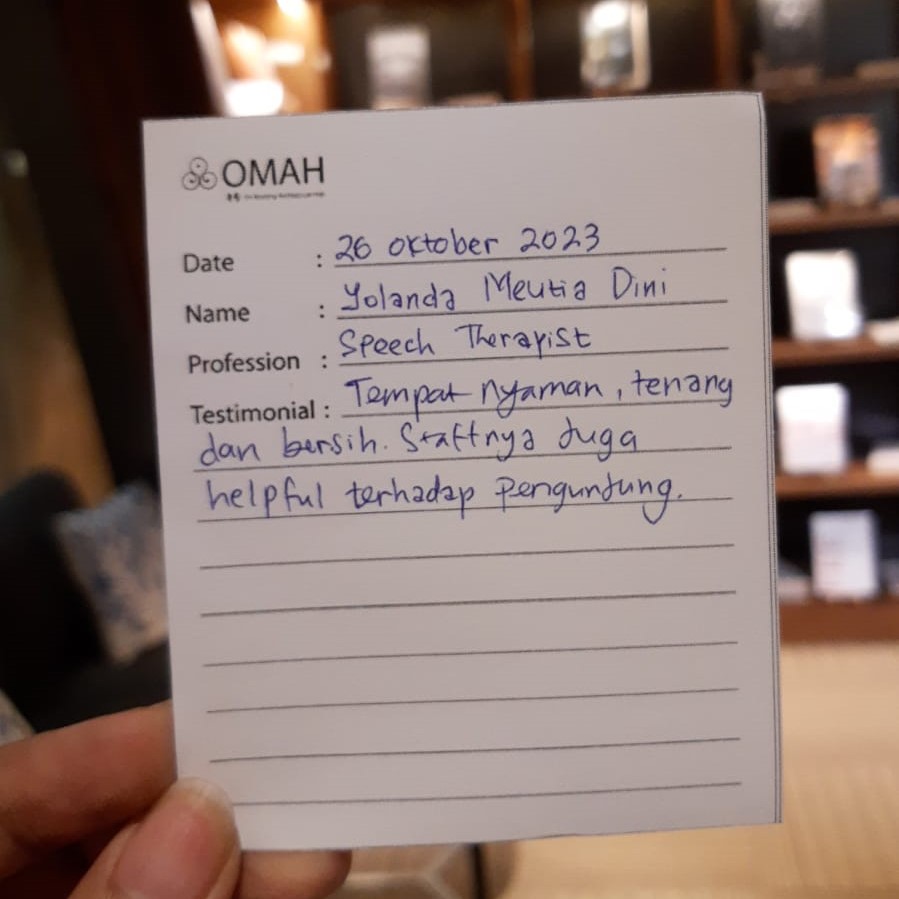 OMAH
Date : 26 Oktober 2023
Name : Yolanda Meutia Dini
Profession : Speech Therapist
Testimonial : Tempat nyaman, tenang
dan bersih. Staffnya Juga
helpful terhadap Pengunjung.